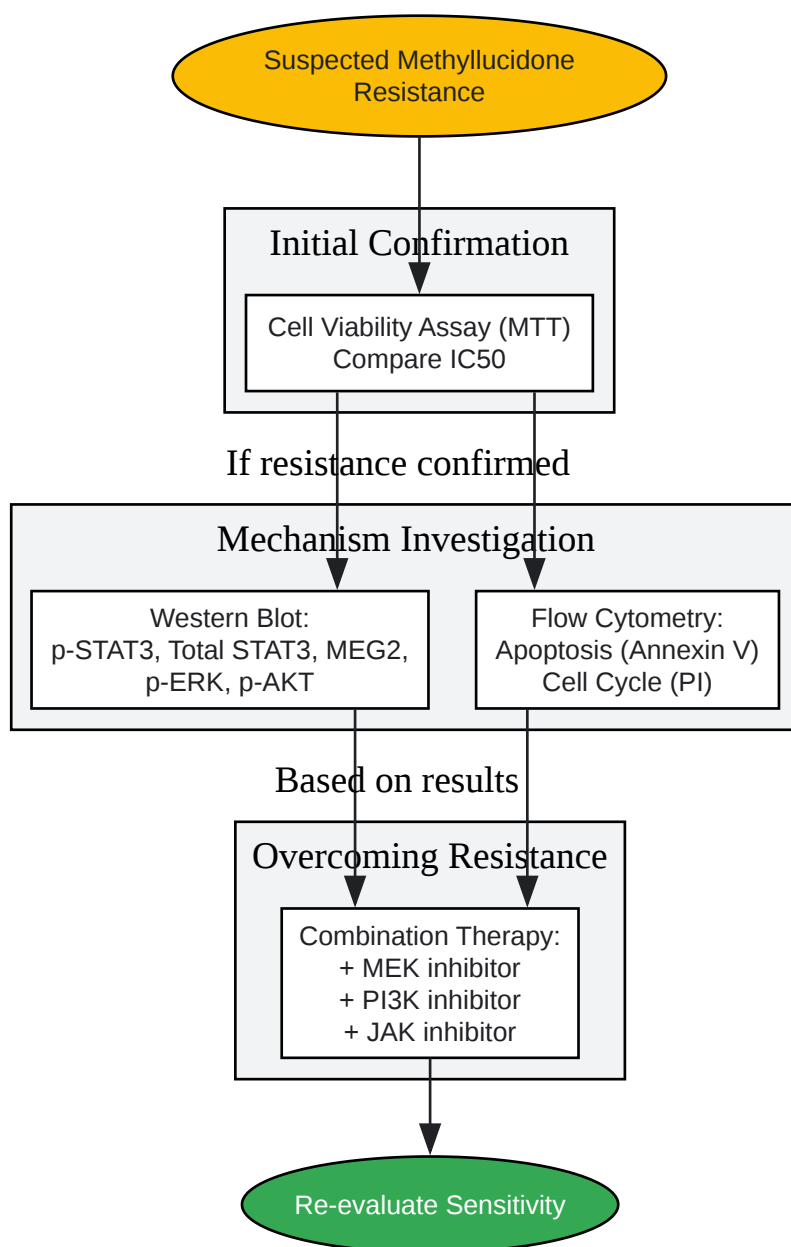 Suspected Methyllucidone
Resistance
Initial Confirmation
Cell Viability Assay (MTT)
Compare IC50
If resistance confirmed
Mechanism Investigation
Western Blot:
p-STAT3, Total STAT3, MEG2,
p-ERK, p-AKT
Flow Cytometry:
Apoptosis (Annexin V)
Cell Cycle (PI)
Based on results
Overcoming Resistance
Combination Therapy:
+ MEK inhibitor
+ PI3K inhibitor
+ JAK inhibitor
Re-evaluate Sensitivity